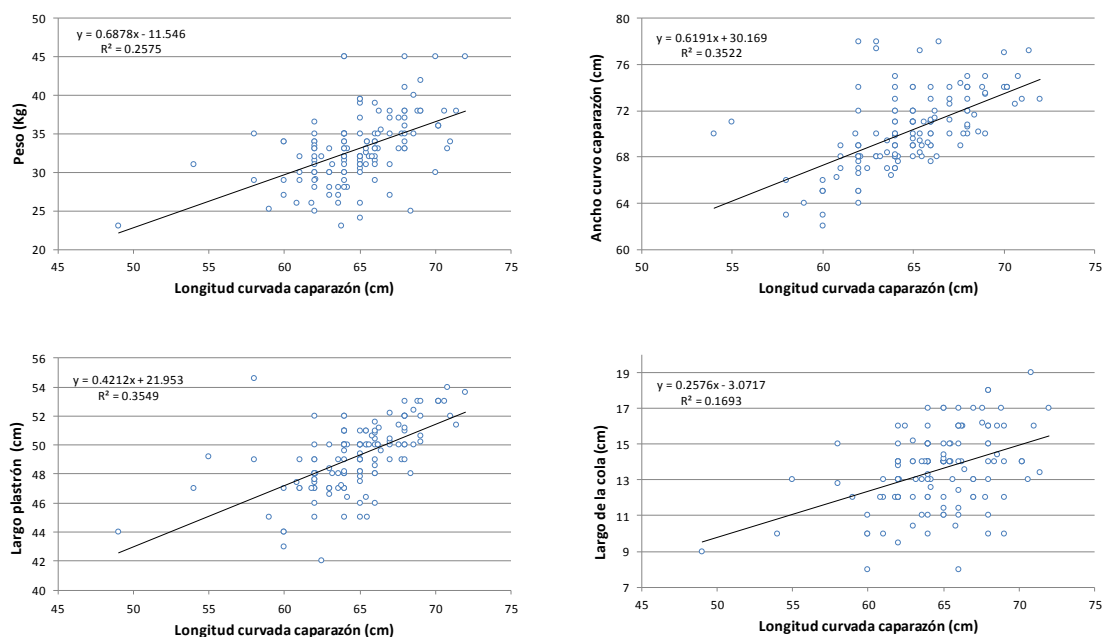 y = 0.6878x - 11.546
R² = 0.2575
Peso (Kg)
50
45
40
35
30
25
20
45 50 55 60 65 70 75
Longitud curvada caparazón (cm)
y = 0.6191x + 30.169
R² = 0.3522
Ancho curvo caparazón (cm)
80
76
72
68
64
60
50 55 60 65 70 75
Longitud curvada caparazón (cm)
y = 0.4212x + 21.953
R² = 0.3549
Largo plastrón (cm)
56
54
52
50
48
46
44
42
40
45 50 55 60 65 70 75
Longitud curvada caparazón (cm)
y = 0.2576x - 3.0717
R² = 0.1693
Largo de la cola (cm)
19
17
15
13
11
9
7
45 50 55 60 65 70 75
Longitud curvada caparazón (cm)